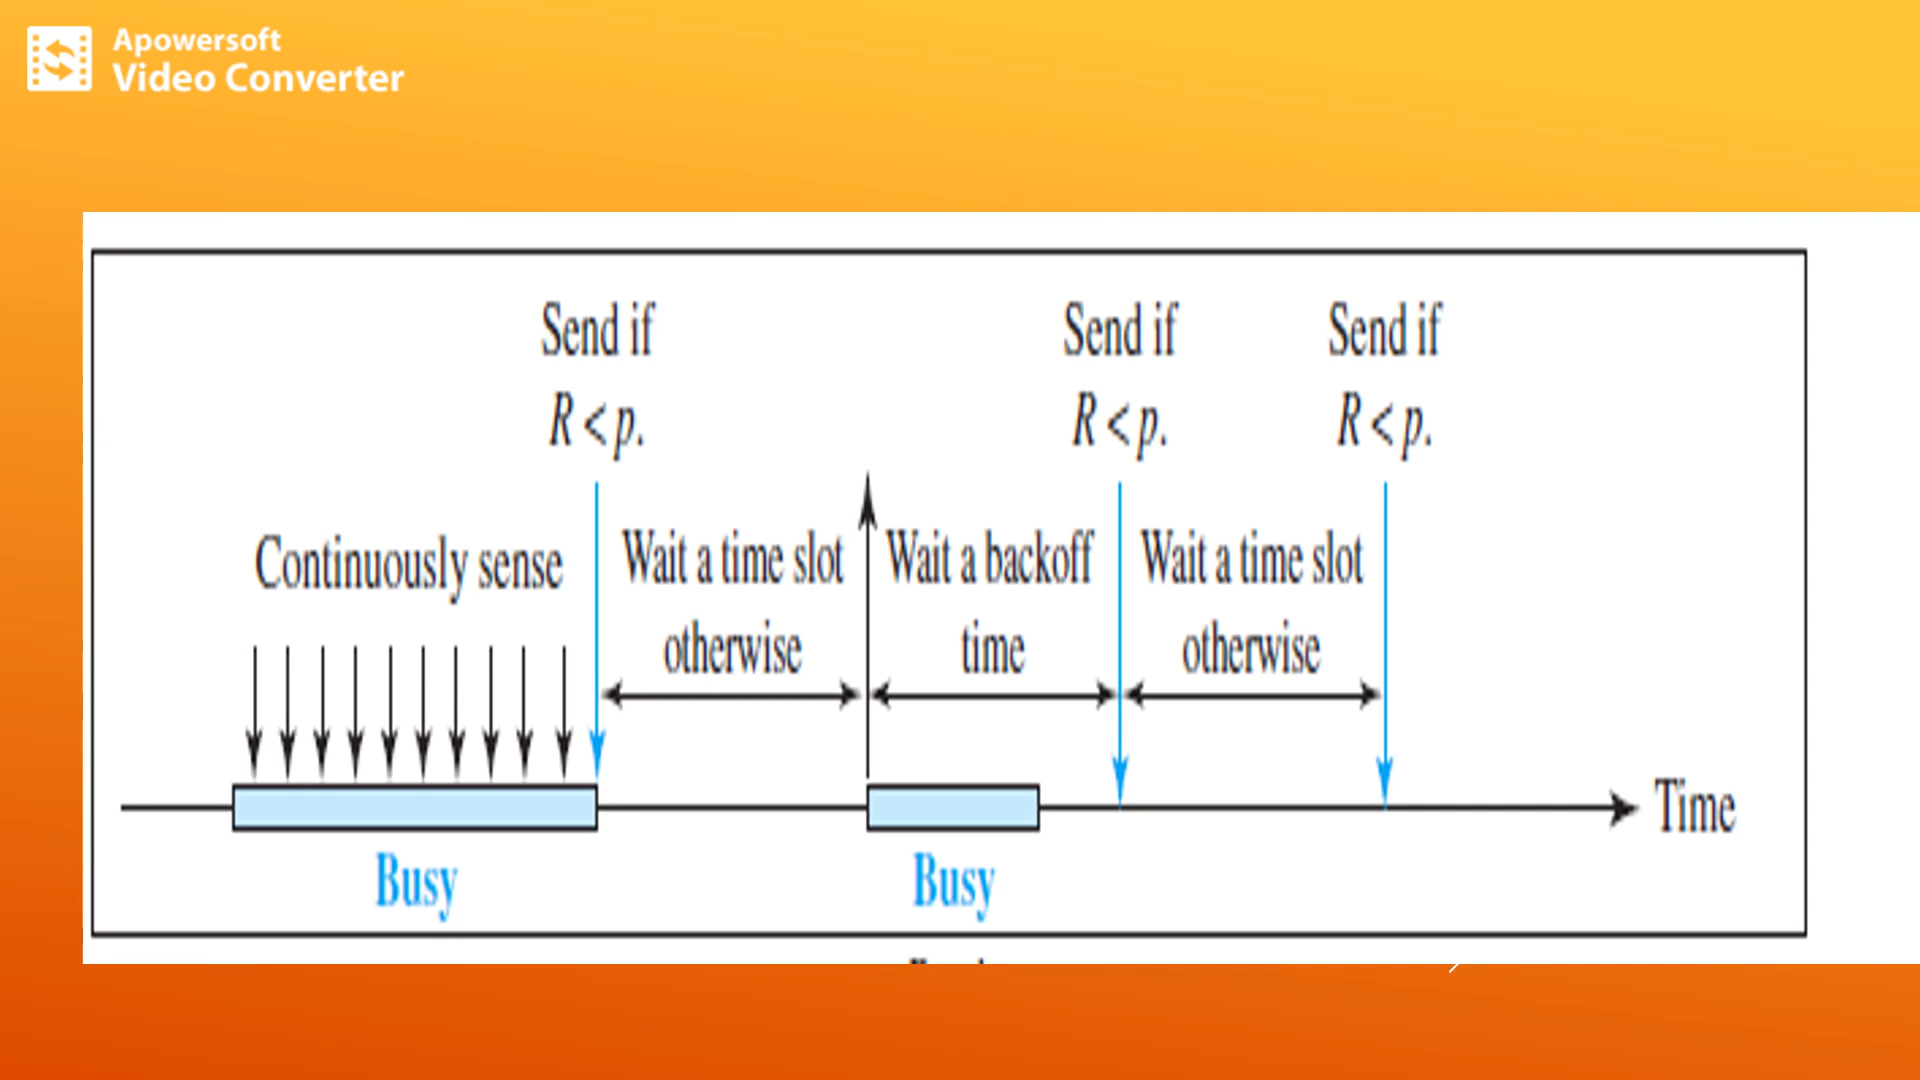 Apowersoft
Video Converter
Send if
R < p.
Send if
R < p.
Send if
R < p.
Continuously sense
Wait a time slot
otherwise
Wait a backoff
time
Wait a time slot
otherwise
Time
Busy
Busy